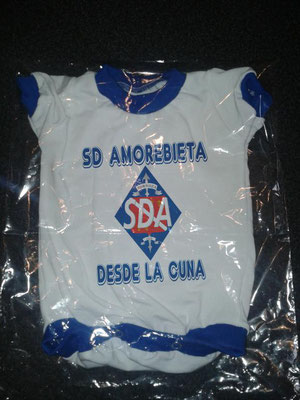 SD AMOREBIETA
SDA
DESDE LA CUNA